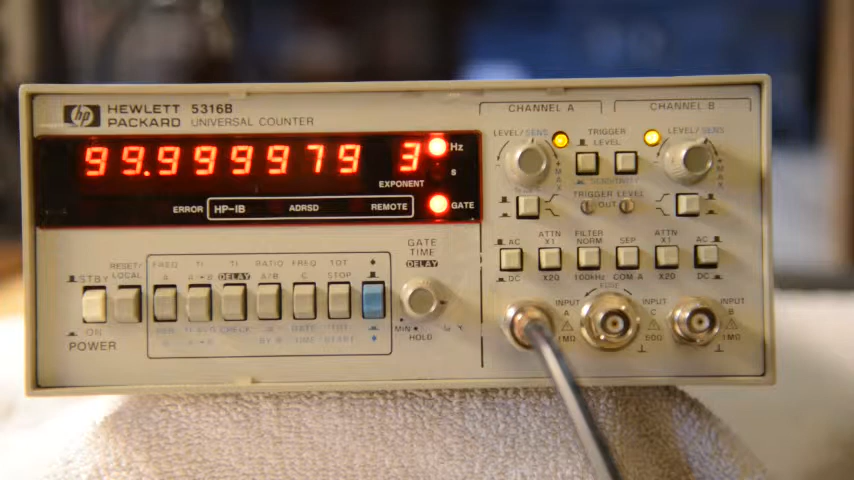 hp HEWLETT PACKARD 5316B
UNIVERSAL COUNTER
99.999979 3 Hz
s
EXPONENT
GATE
ERROR HP-IB ADRSD REMOTE
CHANNEL A
CHANNEL B
LEVEL/SENS
TRIGGER LEVEL
LEVEL/SENS
MAX
SENSITIVITY
MAX
TRIGGER LEVEL
OUT
AC
ATTN X1
FILTER NORM
SEP
ATTN X1
AC
DC
X20
100kHz
COM A
X20
DC
INPUT A
1MΩ
INPUT C
50Ω
INPUT B
1MΩ
GATE TIME
DELAY
MIN
HOLD
STBY
RESET/LOCAL
FREQ A
TI A→B
TI DELAY
RATIO A/B
FREQ C
TOT STOP
ON
POWER
CHECK
GATE TIME
TOT START